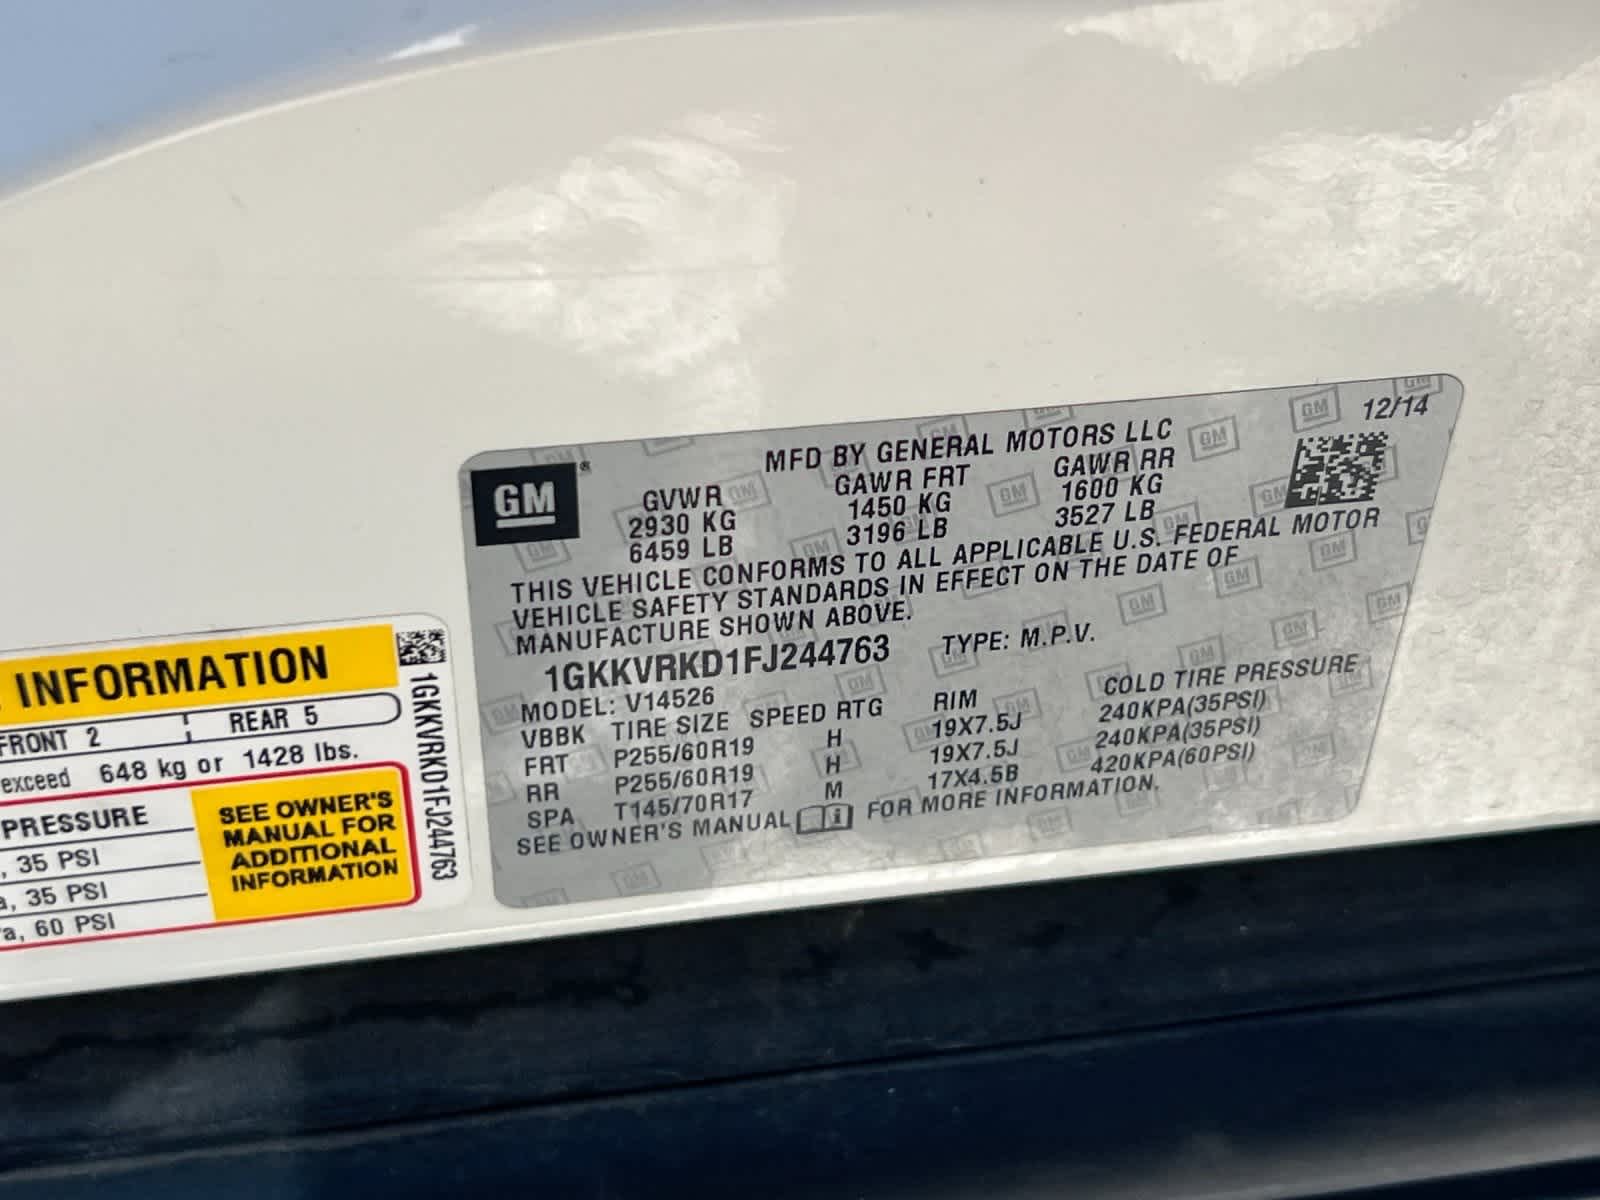 INFORMATION
FRONT 2 REAR 5
exceed 648 kg or 1428 lbs.
PRESSURE
, 35 PSI
a, 35 PSI
a, 60 PSI
SEE OWNER'S
MANUAL FOR
ADDITIONAL
INFORMATION
1GKKVRKD1FJ244763
GM®
MFD BY GENERAL MOTORS LLC 12/14
GVWR GAWR FRT GAWR RR
2930 KG 1450 KG 1600 KG
6459 LB 3196 LB 3527 LB
THIS VEHICLE CONFORMS TO ALL APPLICABLE U.S. FEDERAL MOTOR
VEHICLE SAFETY STANDARDS IN EFFECT ON THE DATE OF
MANUFACTURE SHOWN ABOVE.
1GKKVRKD1FJ244763 TYPE: M.P.V.
MODEL: V14526
VBBK TIRE SIZE SPEED RTG RIM COLD TIRE PRESSURE
FRT P255/60R19 H 19X7.5J 240KPA(35PSI)
RR P255/60R19 H 19X7.5J 240KPA(35PSI)
SPA T145/70R17 M 17X4.5B 420KPA(60PSI)
SEE OWNER'S MANUAL i FOR MORE INFORMATION.